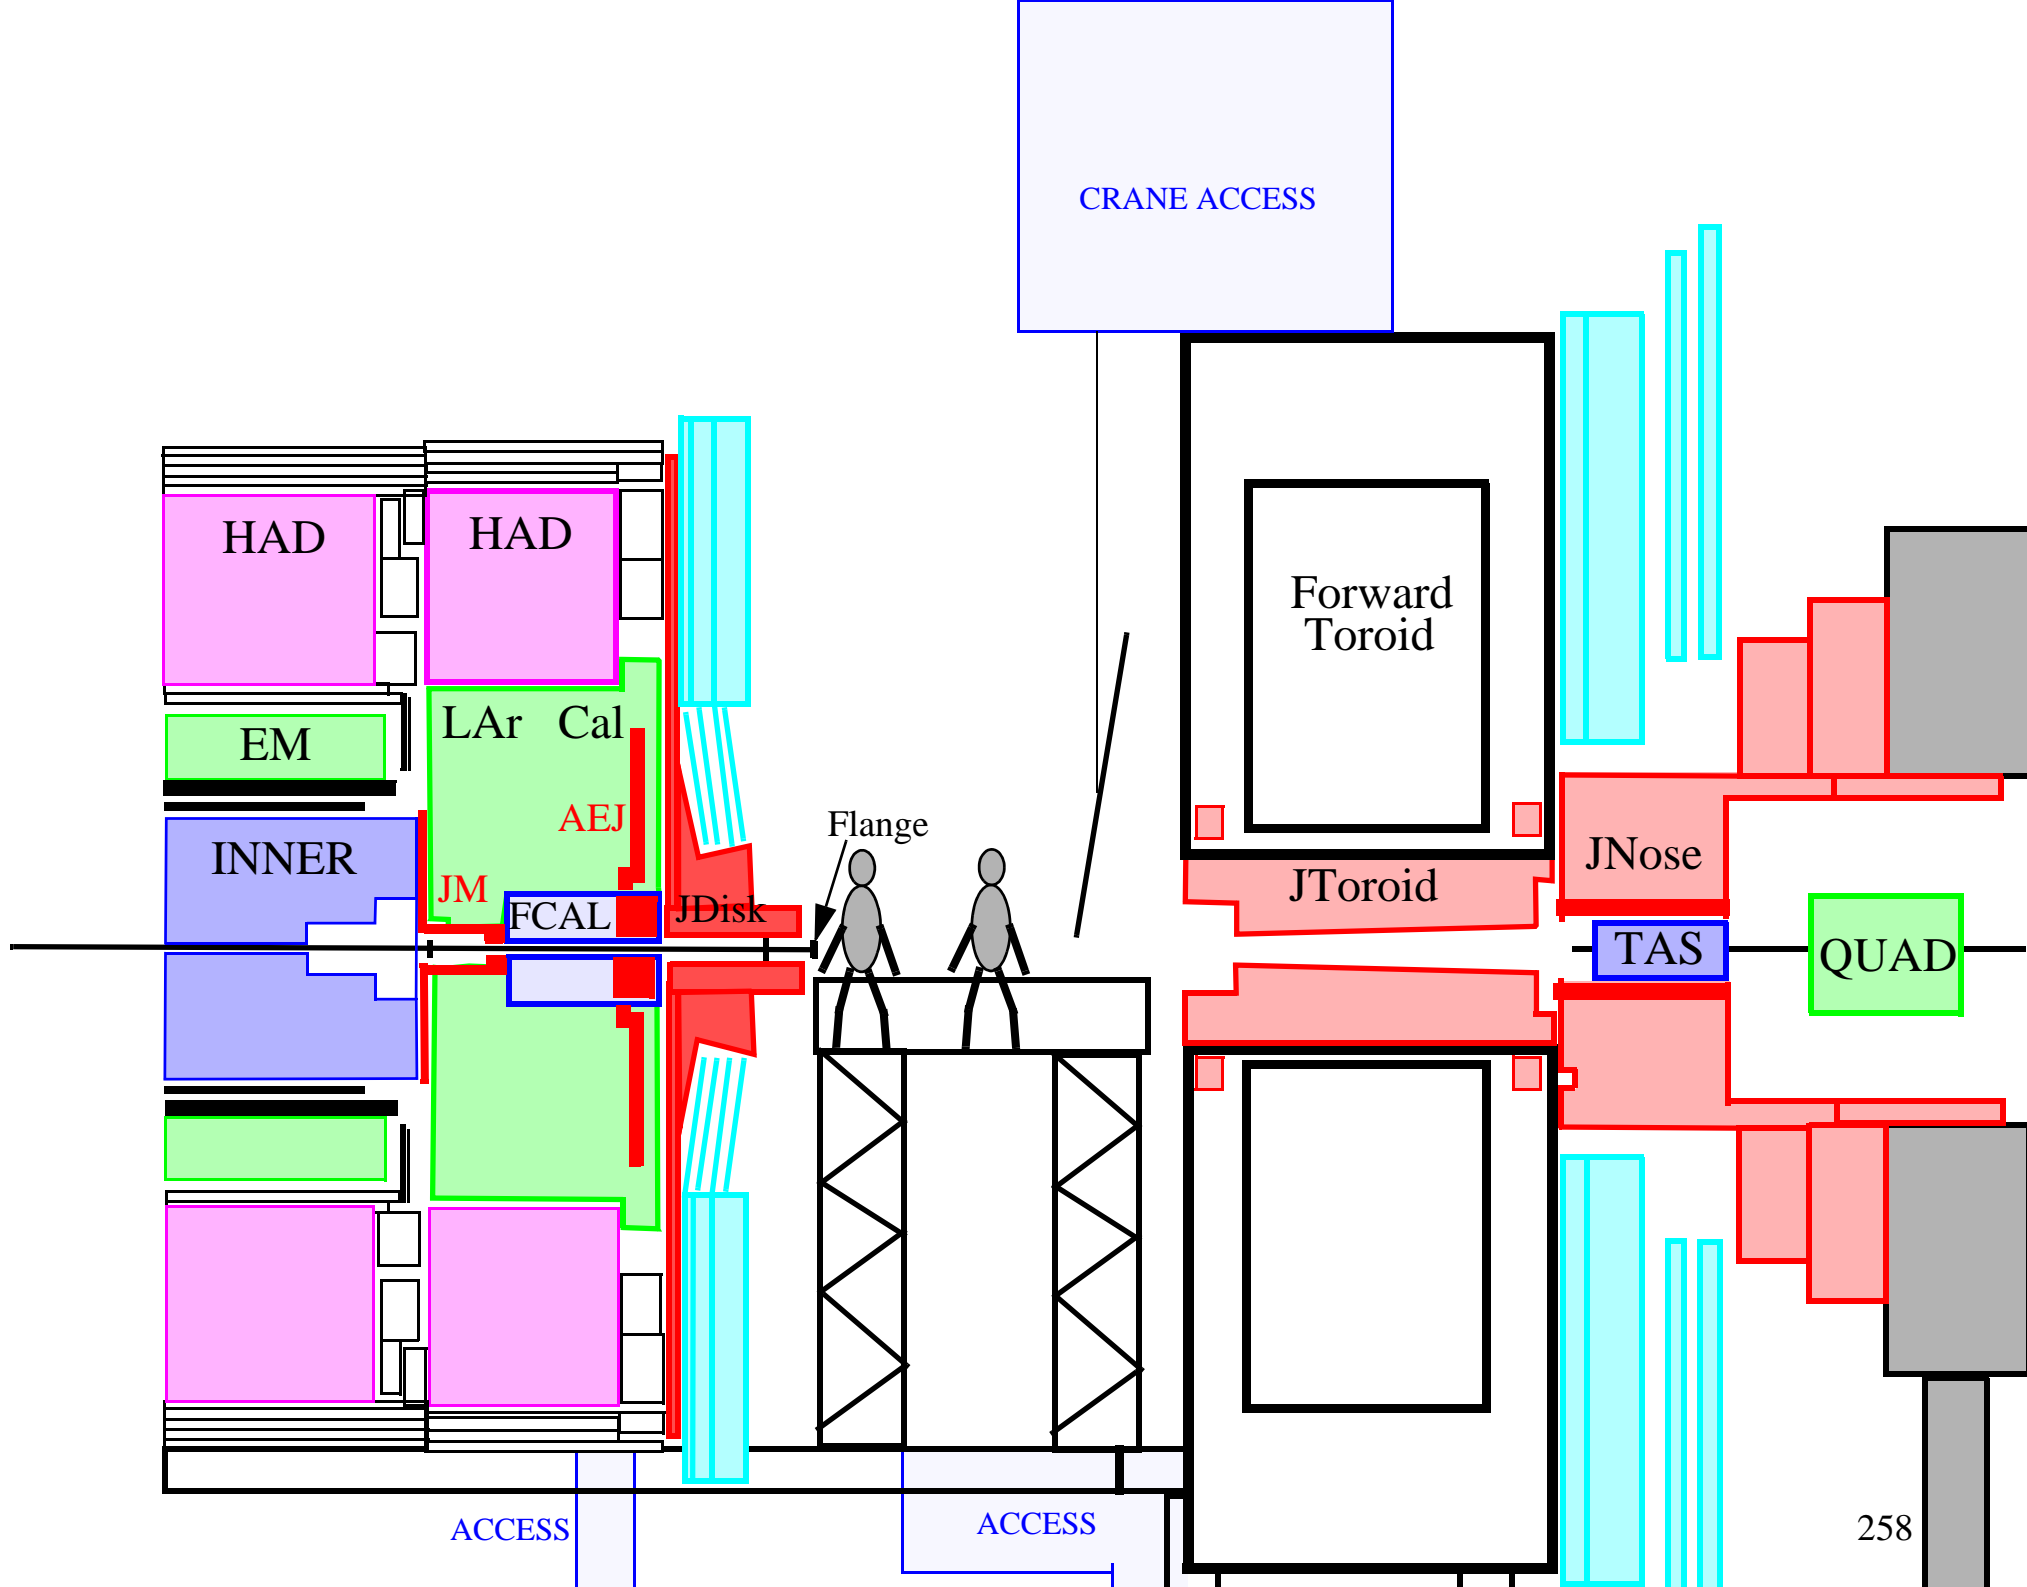 CRANE ACCESS
HAD
HAD
Forward
Toroid
LAr Cal
EM
AEJ
Flange
INNER
JM
JNose
JToroid
FCAL
JDisk
TAS
QUAD
ACCESS
ACCESS
258